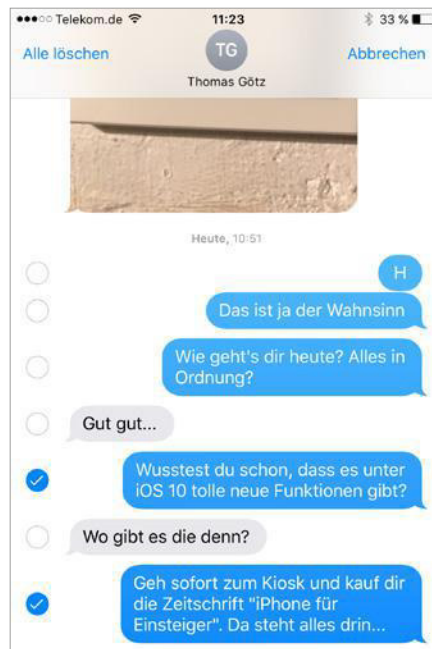 Telekom.de 11:23 33 %
Alle löschen TG Abbrechen
Thomas Götz
Heute, 10:51
H
Das ist ja der Wahnsinn
Wie geht's dir heute? Alles in
Ordnung?
Gut gut...
Wusstest du schon, dass es unter
iOS 10 tolle neue Funktionen gibt?
Wo gibt es die denn?
Geh sofort zum Kiosk und kauf dir
die Zeitschrift "iPhone für
Einsteiger". Da steht alles drin...